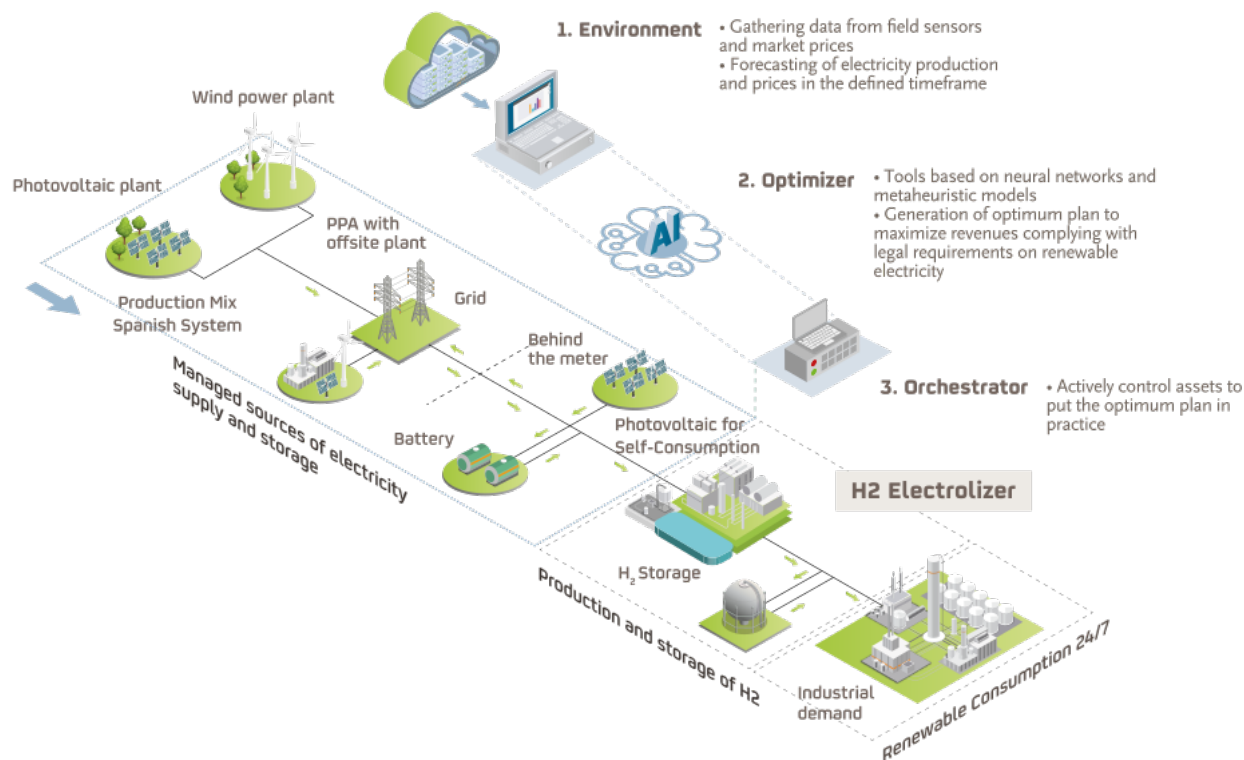 1. Environment
• Gathering data from field sensors
and market prices
• Forecasting of electricity production
and prices in the defined timeframe
Wind power plant
Photovoltaic plant
2. Optimizer
• Tools based on neural networks and
metaheuristic models
• Generation of optimum plan to
maximize revenues complying with
legal requirements on renewable
electricity
AI
PPA with
offsite plant
Production Mix
Spanish System
Grid
Behind
the meter
3. Orchestrator
• Actively control assets to
put the optimum plan in
practice
Managed sources of electricity
supply and storage
Battery
Photovoltaic for
Self-Consumption
H2 Electrolizer
H₂ Storage
Production and storage of H2
Industrial
demand
Renewable Consumption 24/7